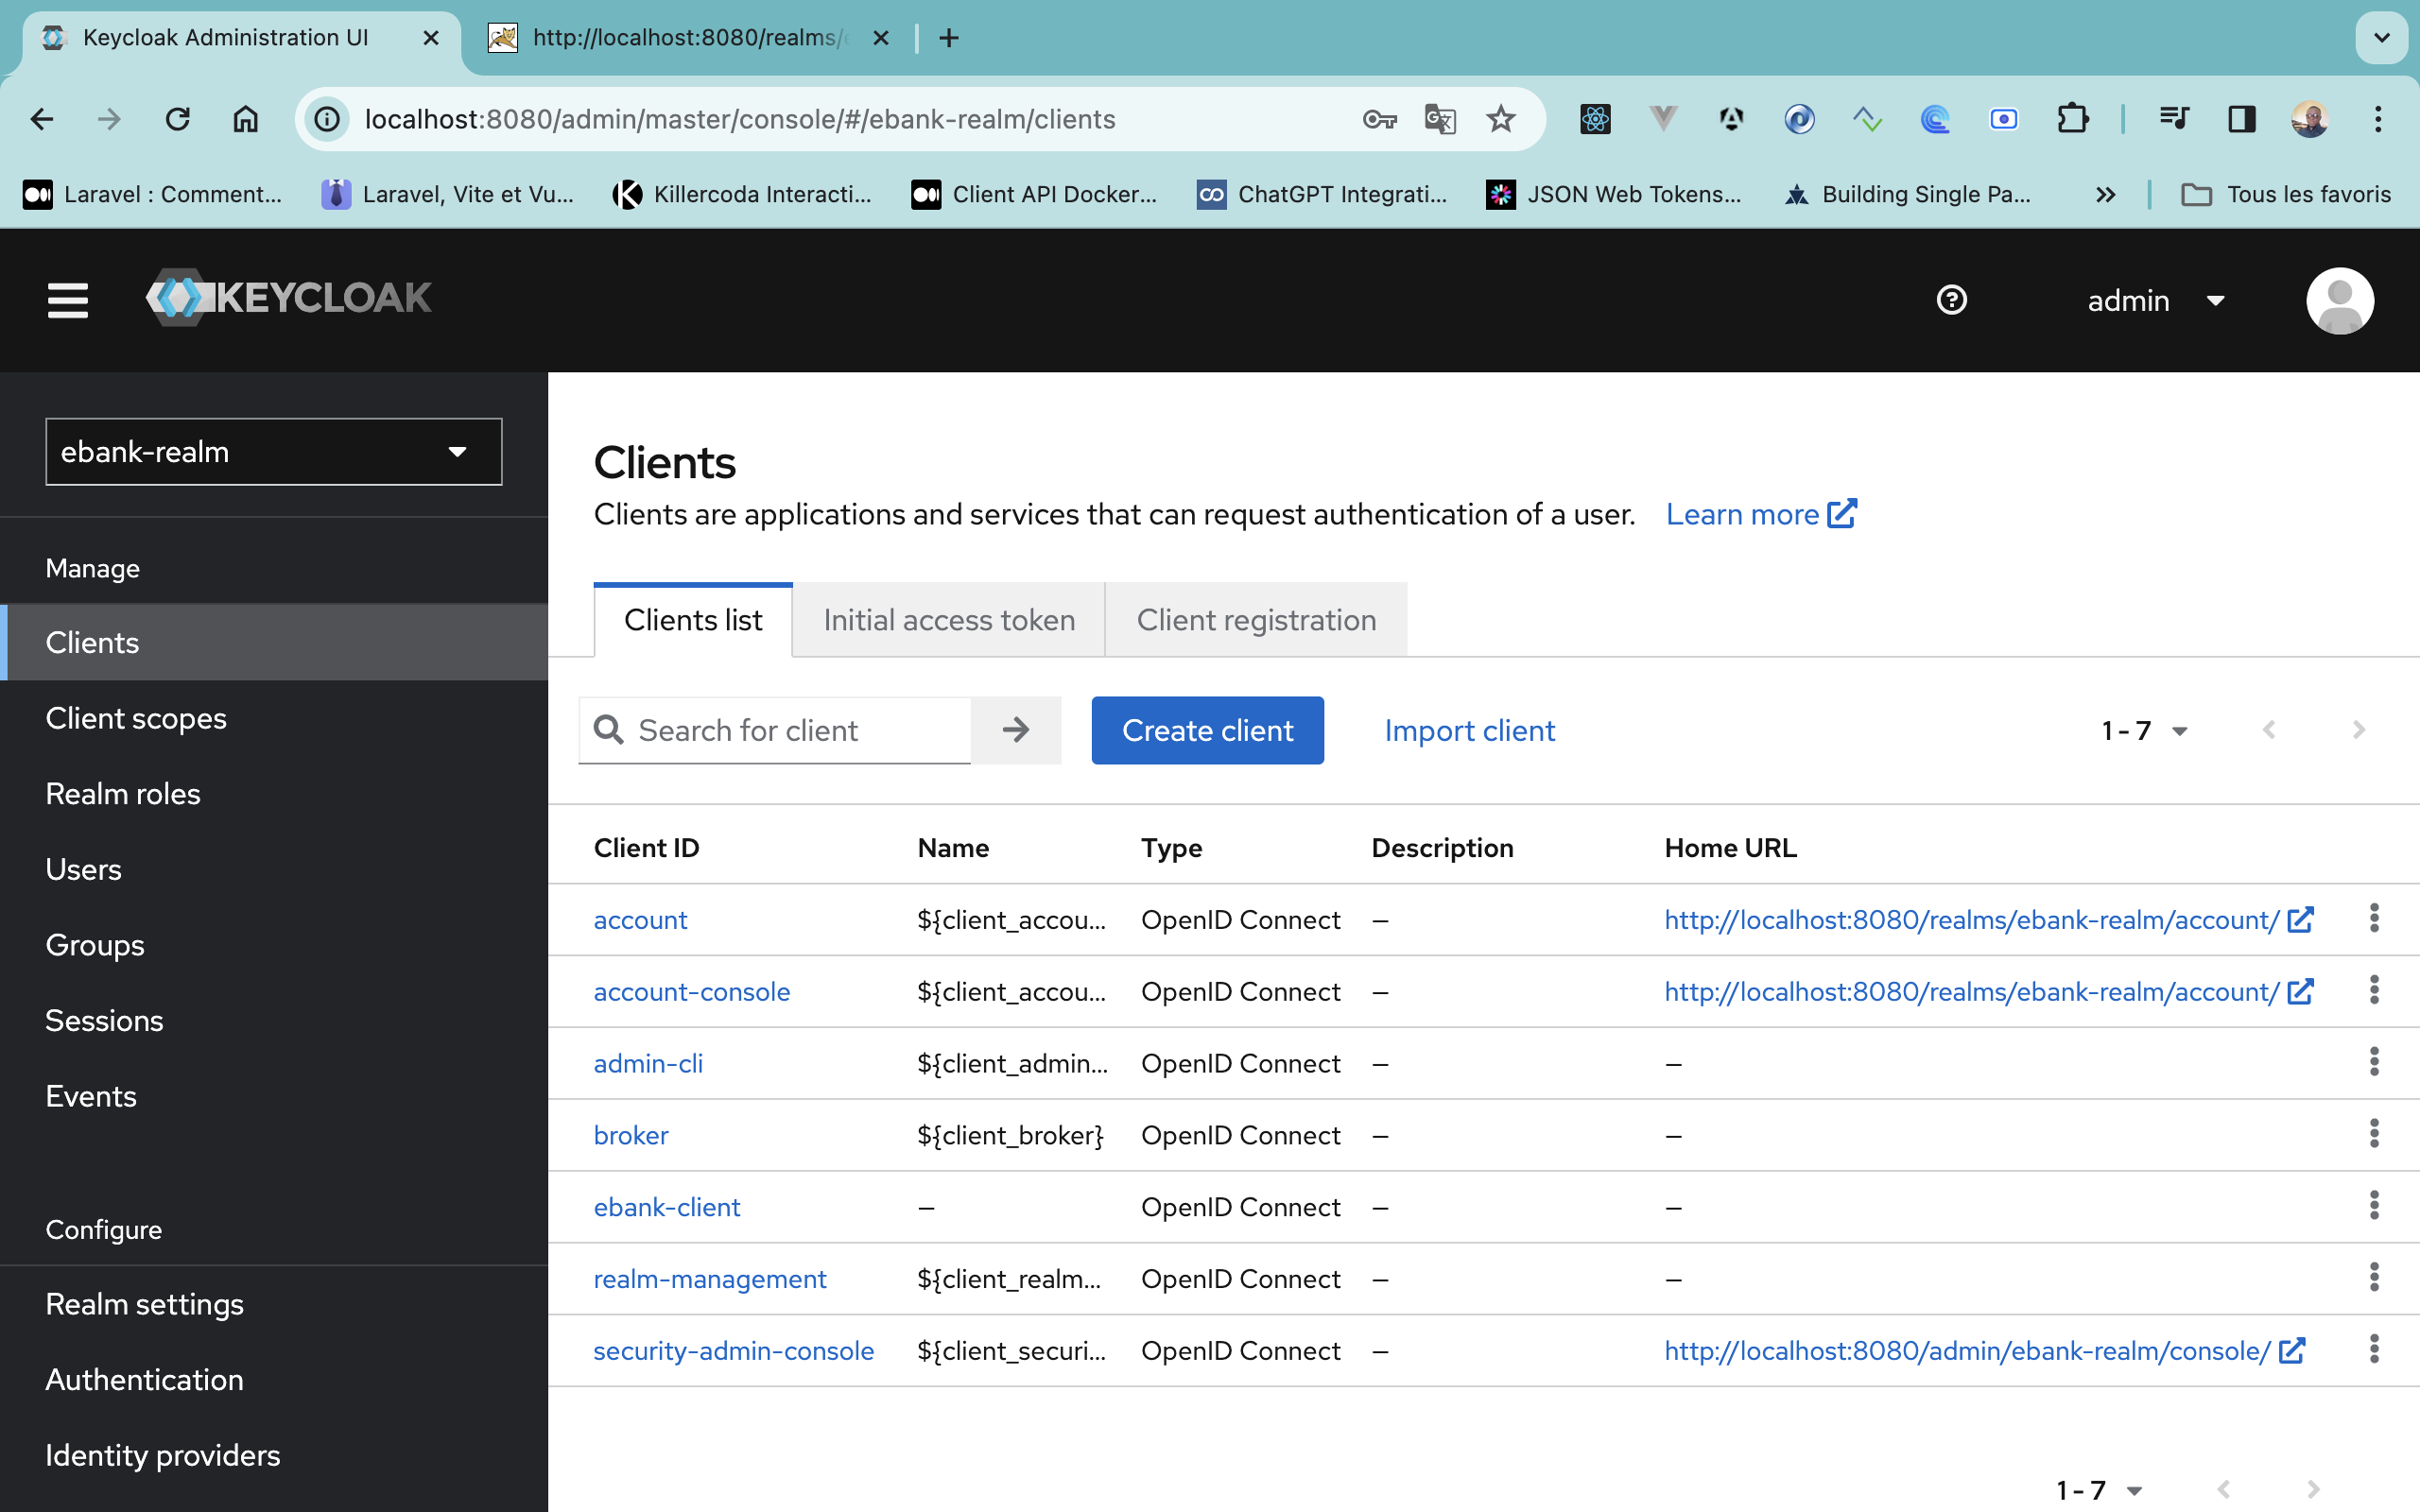 Keycloak Administration UI
http://localhost:8080/realms/
localhost:8080/admin/master/console/#/ebank-realm/clients
Laravel : Comment... Laravel, Vite et Vu... Killercoda Interacti... Client API Docker... ChatGPT Integrati... JSON Web Tokens... Building Single Pa... Tous les favoris
KEYCLOAK
admin
ebank-realm
Manage
Clients
Client scopes
Realm roles
Users
Groups
Sessions
Events
Configure
Realm settings
Authentication
Identity providers
Clients
Clients are applications and services that can request authentication of a user. Learn more
Clients list Initial access token Client registration
Search for client Create client Import client 1 - 7
Client ID Name Type Description Home URL
account ${client_accou... OpenID Connect – http://localhost:8080/realms/ebank-realm/account/
account-console ${client_accou... OpenID Connect – http://localhost:8080/realms/ebank-realm/account/
admin-cli ${client_admin... OpenID Connect – –
broker ${client_broker} OpenID Connect – –
ebank-client – OpenID Connect – –
realm-management ${client_realm... OpenID Connect – –
security-admin-console ${client_securi... OpenID Connect – http://localhost:8080/admin/ebank-realm/console/
1 - 7